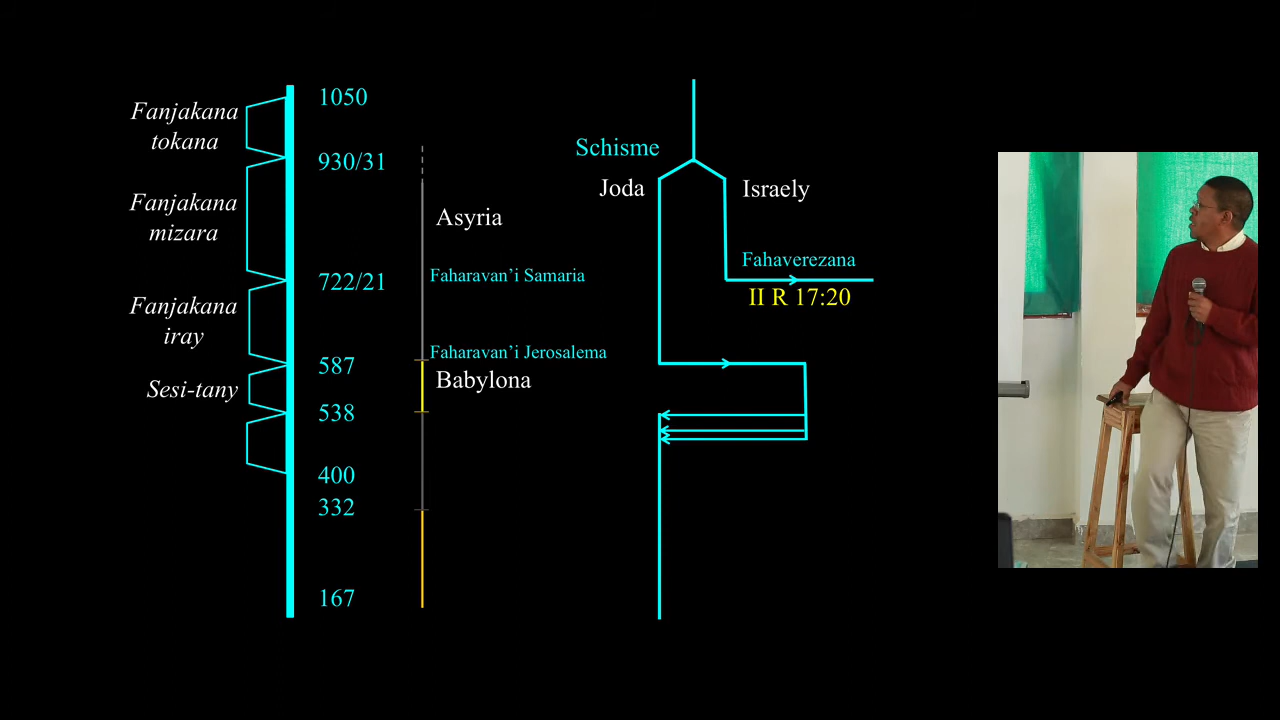 Fanjakana
tokana
Fanjakana
mizara
Fanjakana
iray
Sesi-tany
1050
930/31
722/21
587
538
400
332
167
Asyria
Faharavan’i Samaria
Faharavan’i Jerosalema
Babylona
Schisme
Joda
Israely
Fahaverezana
II R 17:20